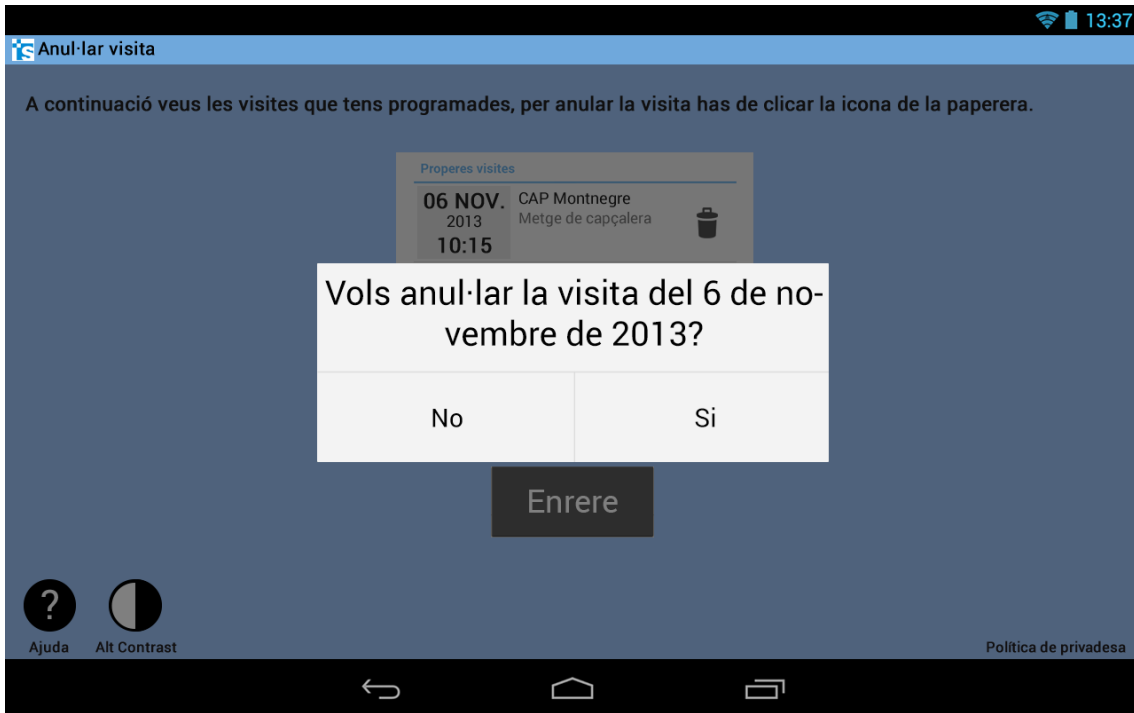 13:37
Anul·lar visita
A continuació veus les visites que tens programades, per anular la visita has de clicar la icona de la paperera.
Properes visites
06 NOV.
2013
10:15
CAP Montnegre
Metge de capçalera
Vols anul·lar la visita del 6 de no-
vembre de 2013?
No
Si
Enrere
?
Ajuda
Alt Contrast
Política de privadesa